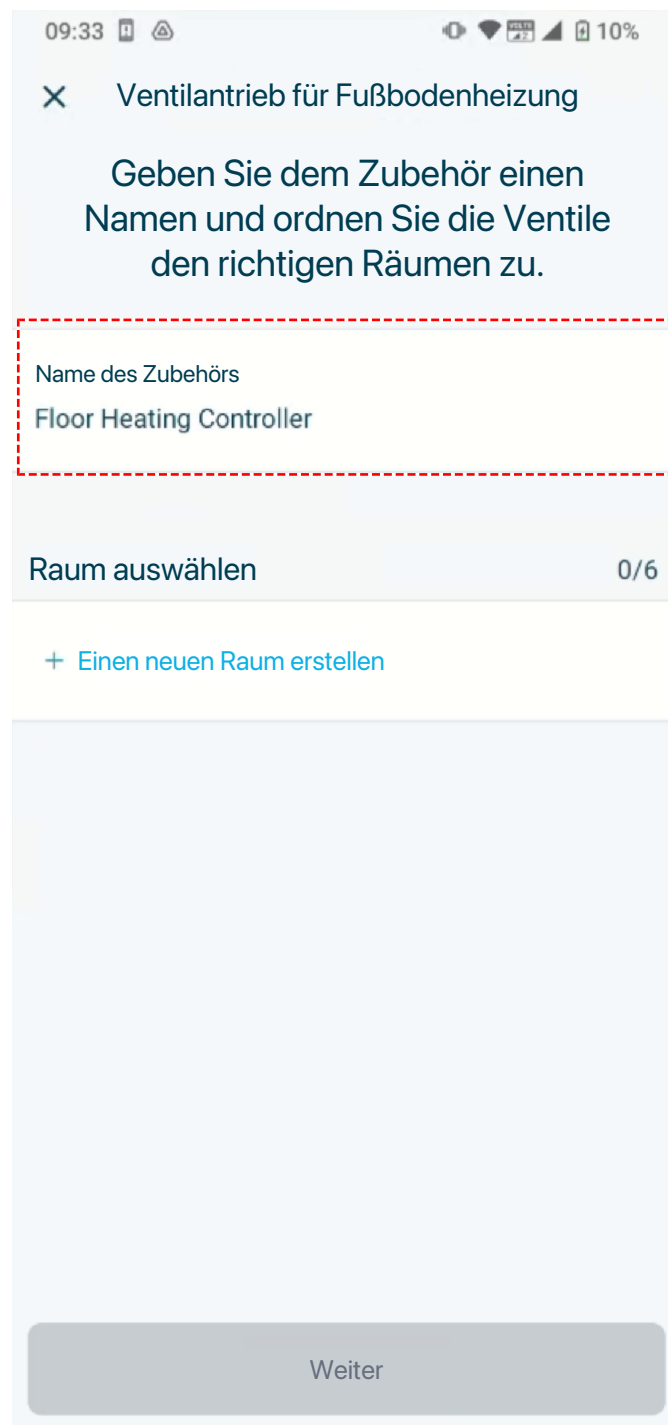 09:33 10%
Ventilantrieb für Fußbodenheizung
Geben Sie dem Zubehör einen
Namen und ordnen Sie die Ventile
den richtigen Räumen zu.
Name des Zubehörs
Floor Heating Controller
Raum auswählen 0/6
+ Einen neuen Raum erstellen
Weiter